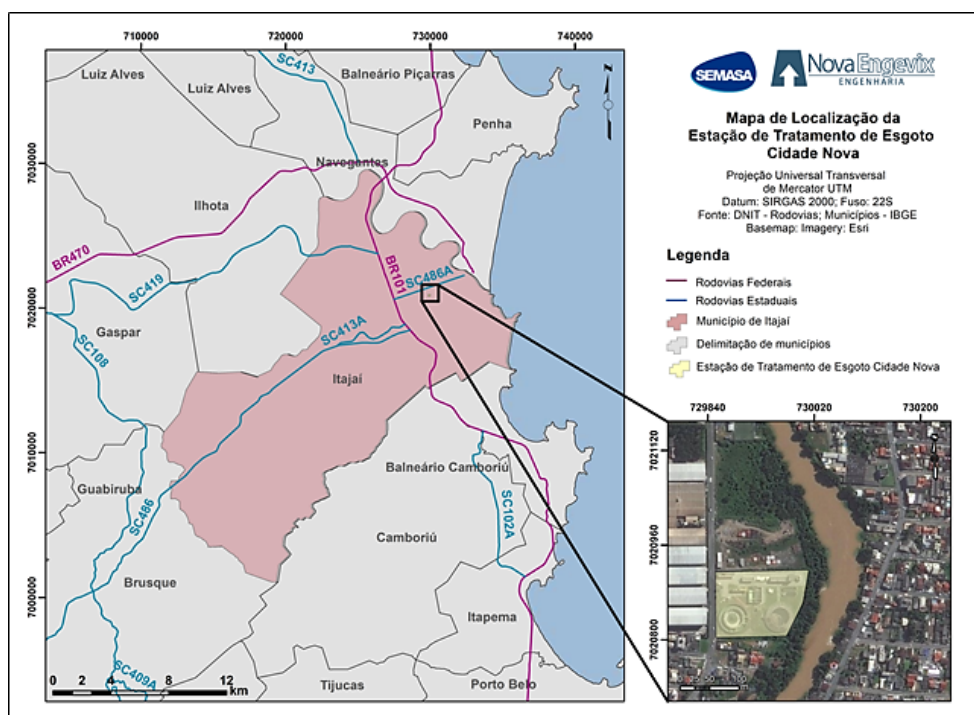 710000
720000
730000
740000
Luiz Alves
SC413
Balneário Piçarras
Luiz Alves
Penha
7030000
Navegantes
Ilhota
BR470
BR101
SC486A
SC419
7020000
Gaspar
SC413A
SC108
Itajaí
7010000
Balneário Camboriú
Guabiruba
SC486
SC102A
Camboriú
7000000
Brusque
Itapema
SC409A
0 2 4 8 12
km
Tijucas
Porto Belo
SEMASA
NovaEngevix
ENGENHARIA
Mapa de Localização da
Estação de Tratamento de Esgoto
Cidade Nova
Projeção Universal Transversal
de Mercator UTM
Datum: SIRGAS 2000; Fuso: 22S
Fonte: DNIT - Rodovias; Municípios - IBGE
Basemap: Imagery: Esri
Legenda
Rodovias Federais
Rodovias Estaduais
Município de Itajaí
Delimitação de municípios
Estação de Tratamento de Esgoto Cidade Nova
729840
730020
730200
7021120
7020960
7020800